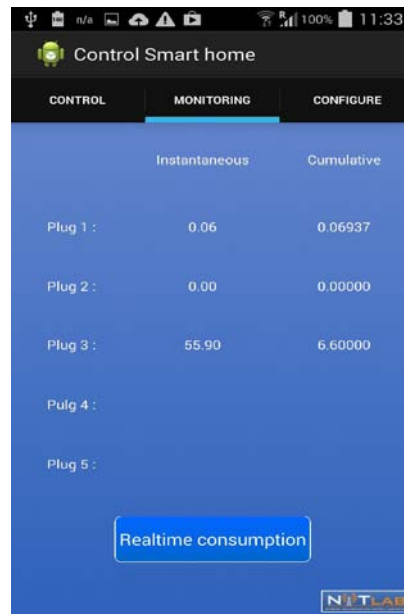 n/a R 100% 11:33
Control Smart home
CONTROL MONITORING CONFIGURE
Instantaneous Cumulative
Plug 1 : 0.06 0.06937
Plug 2 : 0.00 0.00000
Plug 3 : 55.90 6.60000
Pulg 4 :
Plug 5 :
Realtime consumption